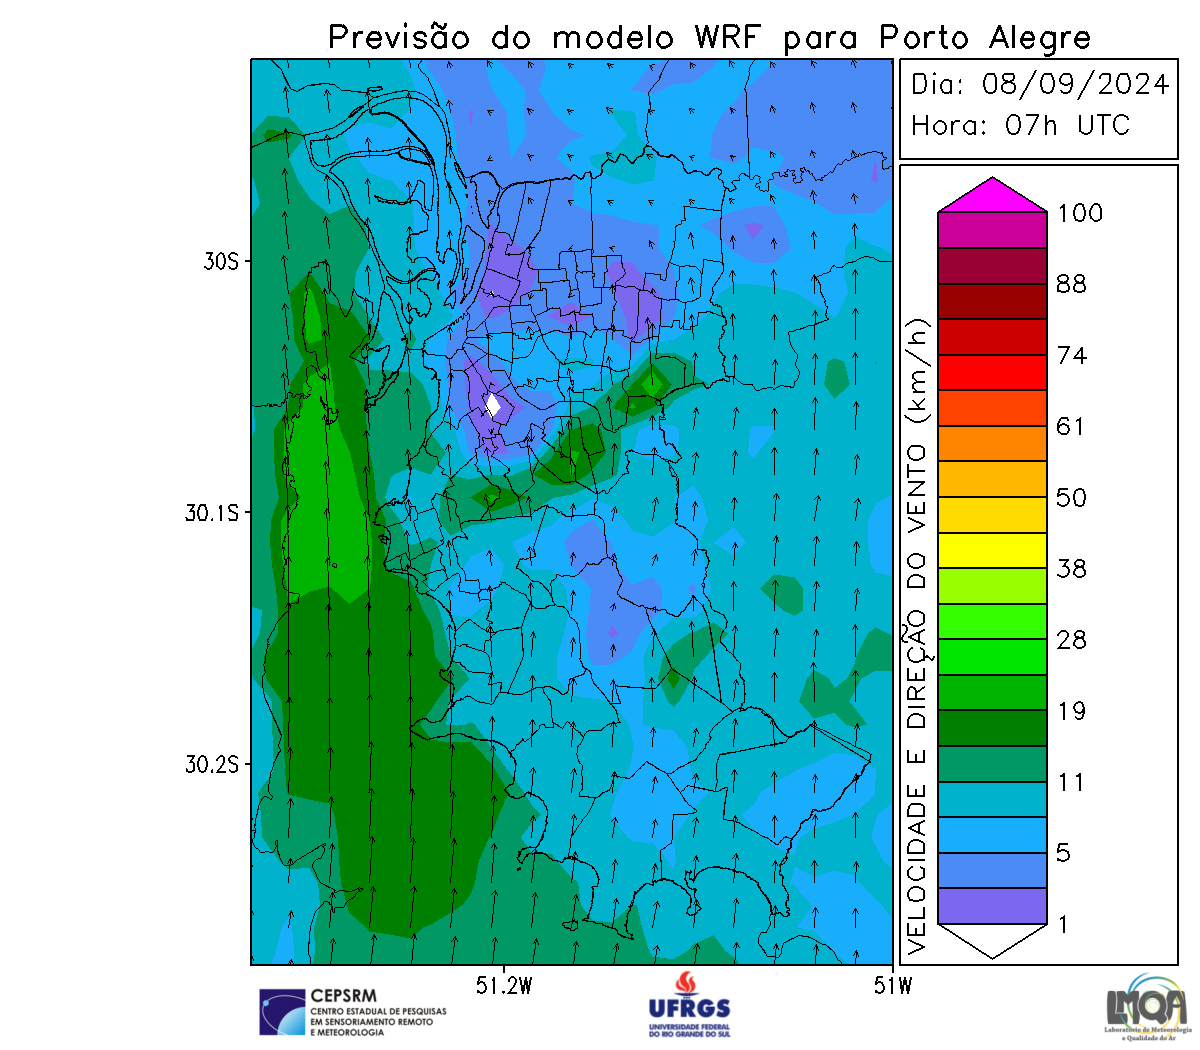 Previsão do modelo WRF para Porto Alegre
Dia: 08/09/2024
Hora: 07h UTC
30S
30.1S
30.2S
51.2W
51W
VELOCIDADE E DIREÇÃO DO VENTO (km/h)
100
88
74
61
50
38
28
19
11
5
1
CEPSRM
CENTRO ESTADUAL DE PESQUISAS
EM SENSORIAMENTO REMOTO
E METEOROLOGIA
UFRGS
UNIVERSIDADE FEDERAL
DO RIO GRANDE DO SUL
LMQA
Laboratório de Meteorologia
e Qualidade do Ar